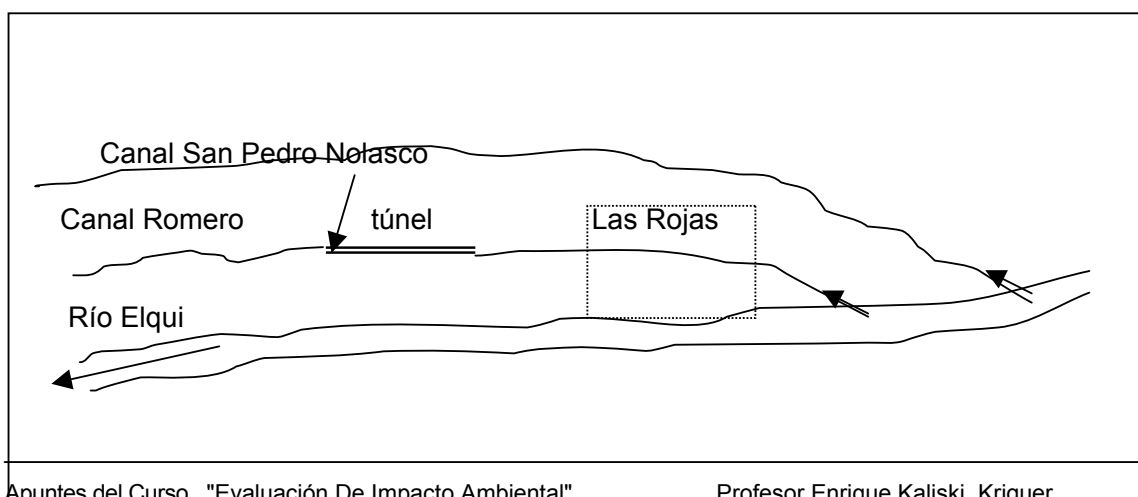 Canal San Pedro Nolasco
Canal Romero túnel Las Rojas
Río Elqui
Apuntes del Curso "Evaluación De Impacto Ambiental" Profesor Enrique Kaliski Kriguer